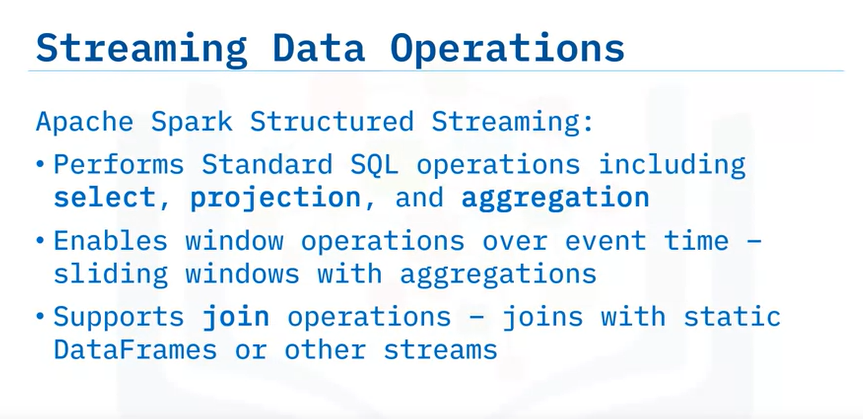 Streaming Data Operations
Apache Spark Structured Streaming:
• Performs Standard SQL operations including
select, projection, and aggregation
• Enables window operations over event time –
sliding windows with aggregations
• Supports join operations – joins with static
DataFrames or other streams